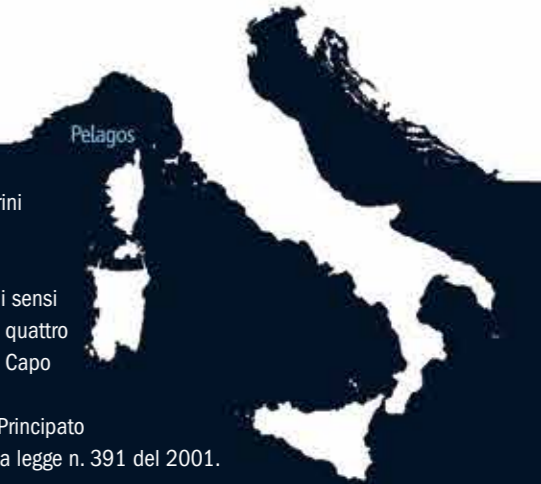 Pelagos
rini
i sensi
quattro
Capo
Principato
a legge n. 391 del 2001.